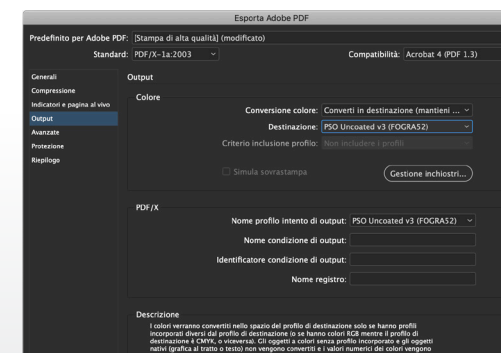 Esporta Adobe PDF
Predefinito per Adobe PDF: [Stampa di alta qualità] (modificato)
Standard: PDF/X-1a:2003 Compatibilità: Acrobat 4 (PDF 1.3)
Generali
Compressione
Indicatori e pagina al vivo
Output
Avanzate
Protezione
Riepilogo
Output
Colore
Conversione colore: Converti in destinazione (mantieni ...
Destinazione: PSO Uncoated v3 (FOGRA52)
Criterio inclusione profilo: Non includere i profili
Simula sovrastampa
Gestione inchiostri...
PDF/X
Nome profilo intento di output: PSO Uncoated v3 (FOGRA52)
Nome condizione di output:
Identificatore condizione di output:
Nome registro:
Descrizione
I colori verranno convertiti nello spazio del profilo di destinazione solo se hanno profili
incorporati diversi dal profilo di destinazione (o se hanno colori RGB mentre il profilo di
destinazione è CMYK, o viceversa). Gli oggetti a colori senza profilo incorporato e gli oggetti
nativi (grafica al tratto o testo) non vengono convertiti e i valori numerici dei colori vengono